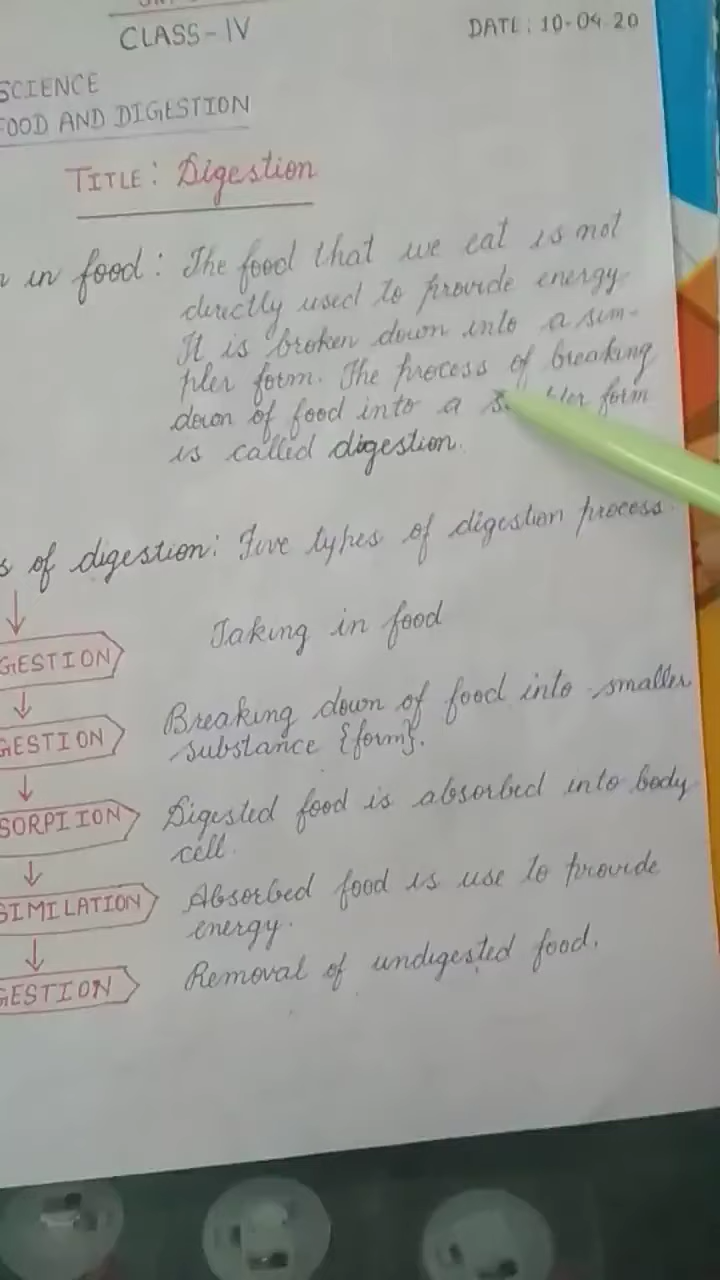 CLASS-IV
DATE: 10-04-20
SCIENCE
FOOD AND DIGESTION
TITLE: Digestion
in food: The food that we eat is not
directly used to provide energy
It is broken down into a sim-
pler form. The process of breaking
down of food into a form
is called digestion.
of digestion: Five types of digestion process.
GESTION Taking in food
GESTION Breaking down of food into smaller
substance {form}.
SORPTION Digested food is absorbed into body
cell.
SIMILATION Absorbed food is use to provide
energy.
GESTION Removal of undigested food.